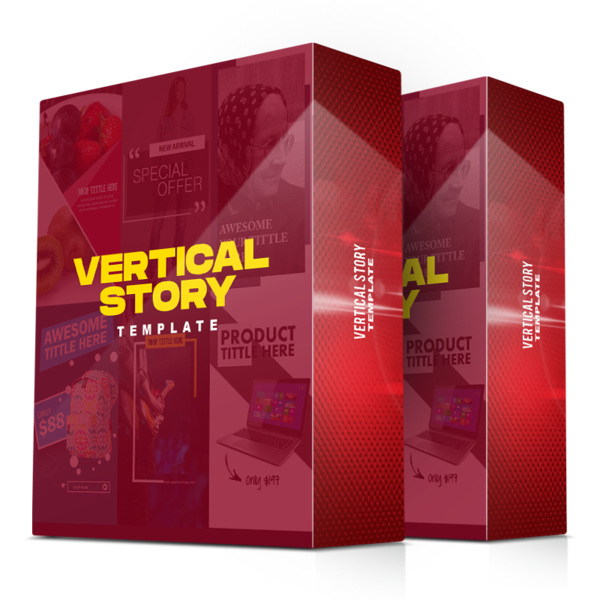 NEW ARRIVAL
“
SPECIAL
OFFER
”
YOUR TITTLE HERE
AWESOME
TITTLE
VERTICAL
STORY
TEMPLATE
AWESOME
TITTLE HERE
$88
YOUR TITTLE HERE
PRODUCT
TITTLE HERE
Only $197
VERTICAL STORY
TEMPLATE
AWESOME
TITTLE
AL
Y
PRODUCT
TITTLE HERE
Only $197
VERTICAL STORY
TEMPLATE